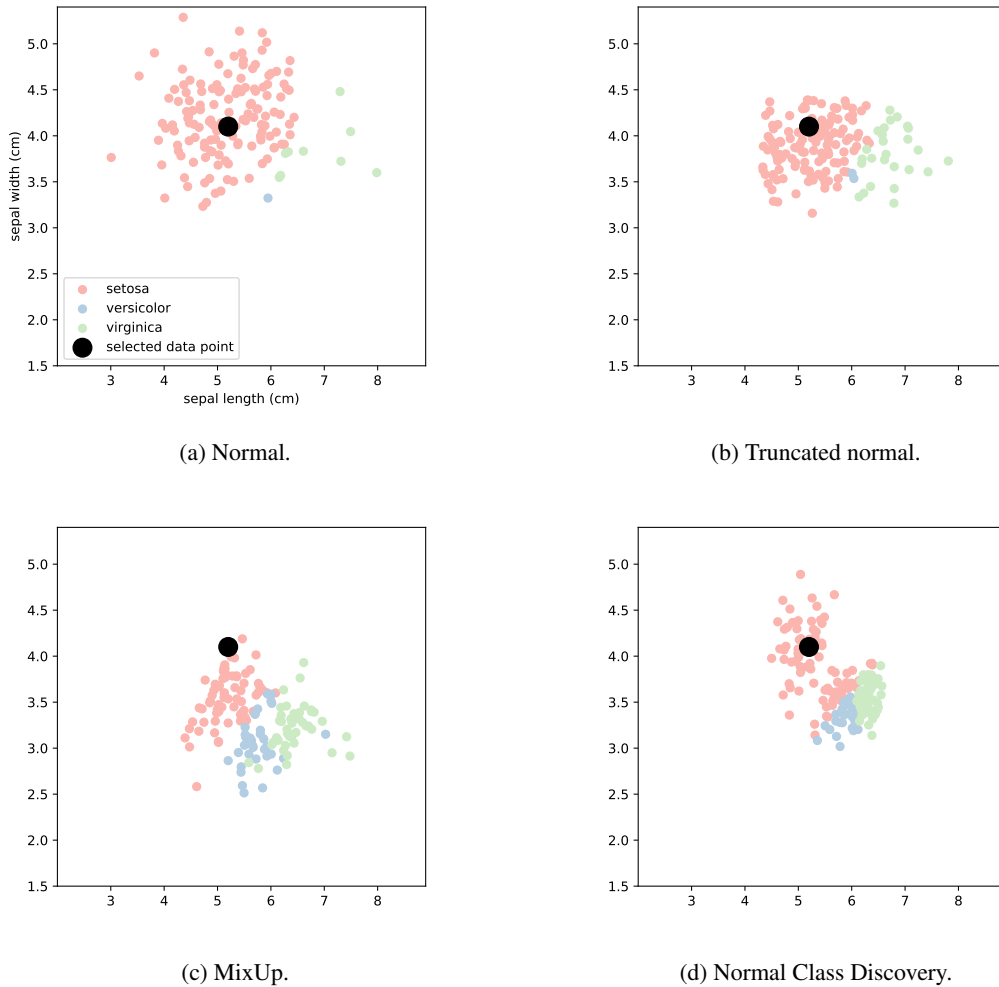 5.0
4.5
4.0
3.5
3.0
2.5
2.0
1.5
sepal width (cm)
setosa
versicolor
virginica
selected data point
3 4 5 6 7 8
sepal length (cm)
(a) Normal.
5.0
4.5
4.0
3.5
3.0
2.5
2.0
1.5
3 4 5 6 7 8
(b) Truncated normal.
5.0
4.5
4.0
3.5
3.0
2.5
2.0
1.5
3 4 5 6 7 8
(c) MixUp.
5.0
4.5
4.0
3.5
3.0
2.5
2.0
1.5
3 4 5 6 7 8
(d) Normal Class Discovery.